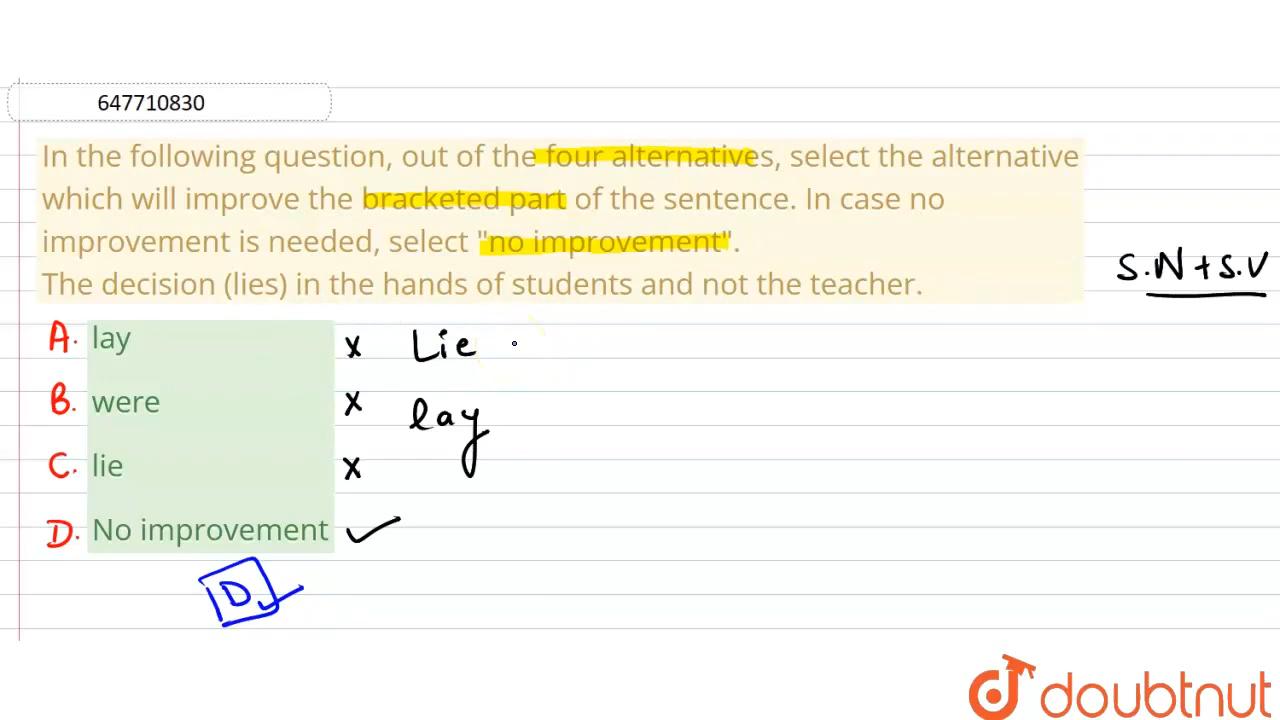 647710830
In the following question, out of the four alternatives, select the alternative
which will improve the bracketed part of the sentence. In case no
improvement is needed, select "no improvement".
The decision (lies) in the hands of students and not the teacher.
S.N+S.V
A. lay x Lie
B. were x lay
C. lie x
D. No improvement ✓
D
doubtnut